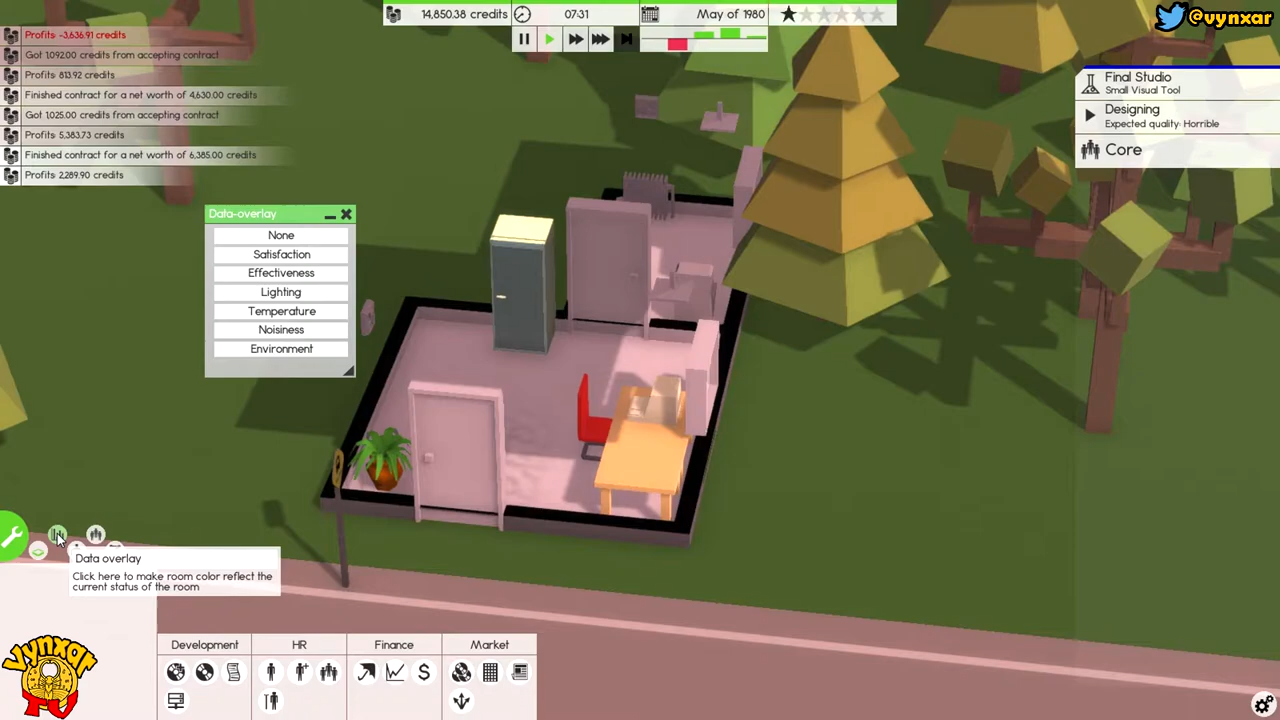 14,850.38 credits
07:31
May of 1980
@vynxar
Profits: -3,636.91 credits
Got 1,092.00 credits from accepting contract
Profits: 813.92 credits
Finished contract for a net worth of 4,630.00 credits
Got 1,025.00 credits from accepting contract
Profits: 5,383.73 credits
Finished contract for a net worth of 6,385.00 credits
Profits: 2,289.90 credits
Final Studio
Small Visual Tool
Designing
Expected quality: Horrible
Core
Data-overlay
None
Satisfaction
Effectiveness
Lighting
Temperature
Noisiness
Environment
Data overlay
Click here to make room color reflect the
current status of the room
Development
HR
Finance
Market
Vynxar